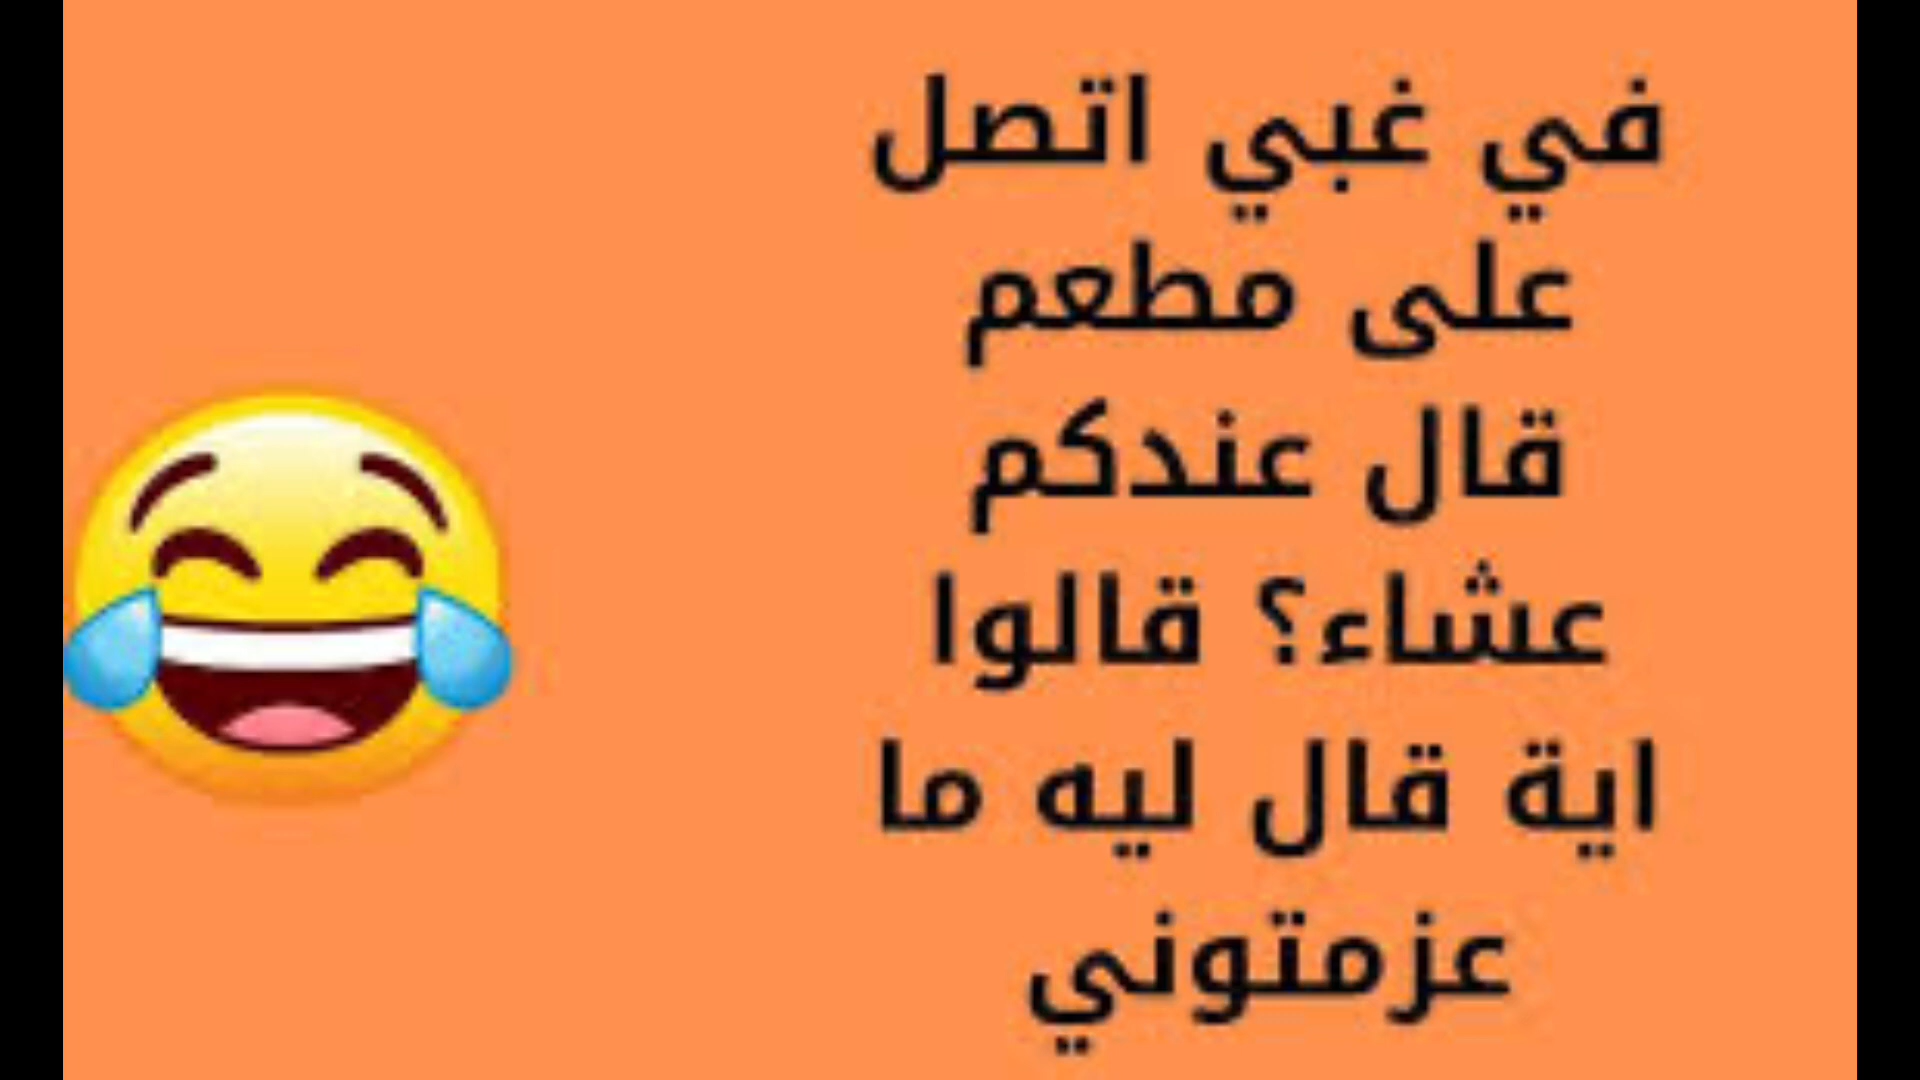 في غبي اتصل
على مطعم
قال عندكم
عشاء؟ قالوا
اية قال ليه ما
عزمتوني